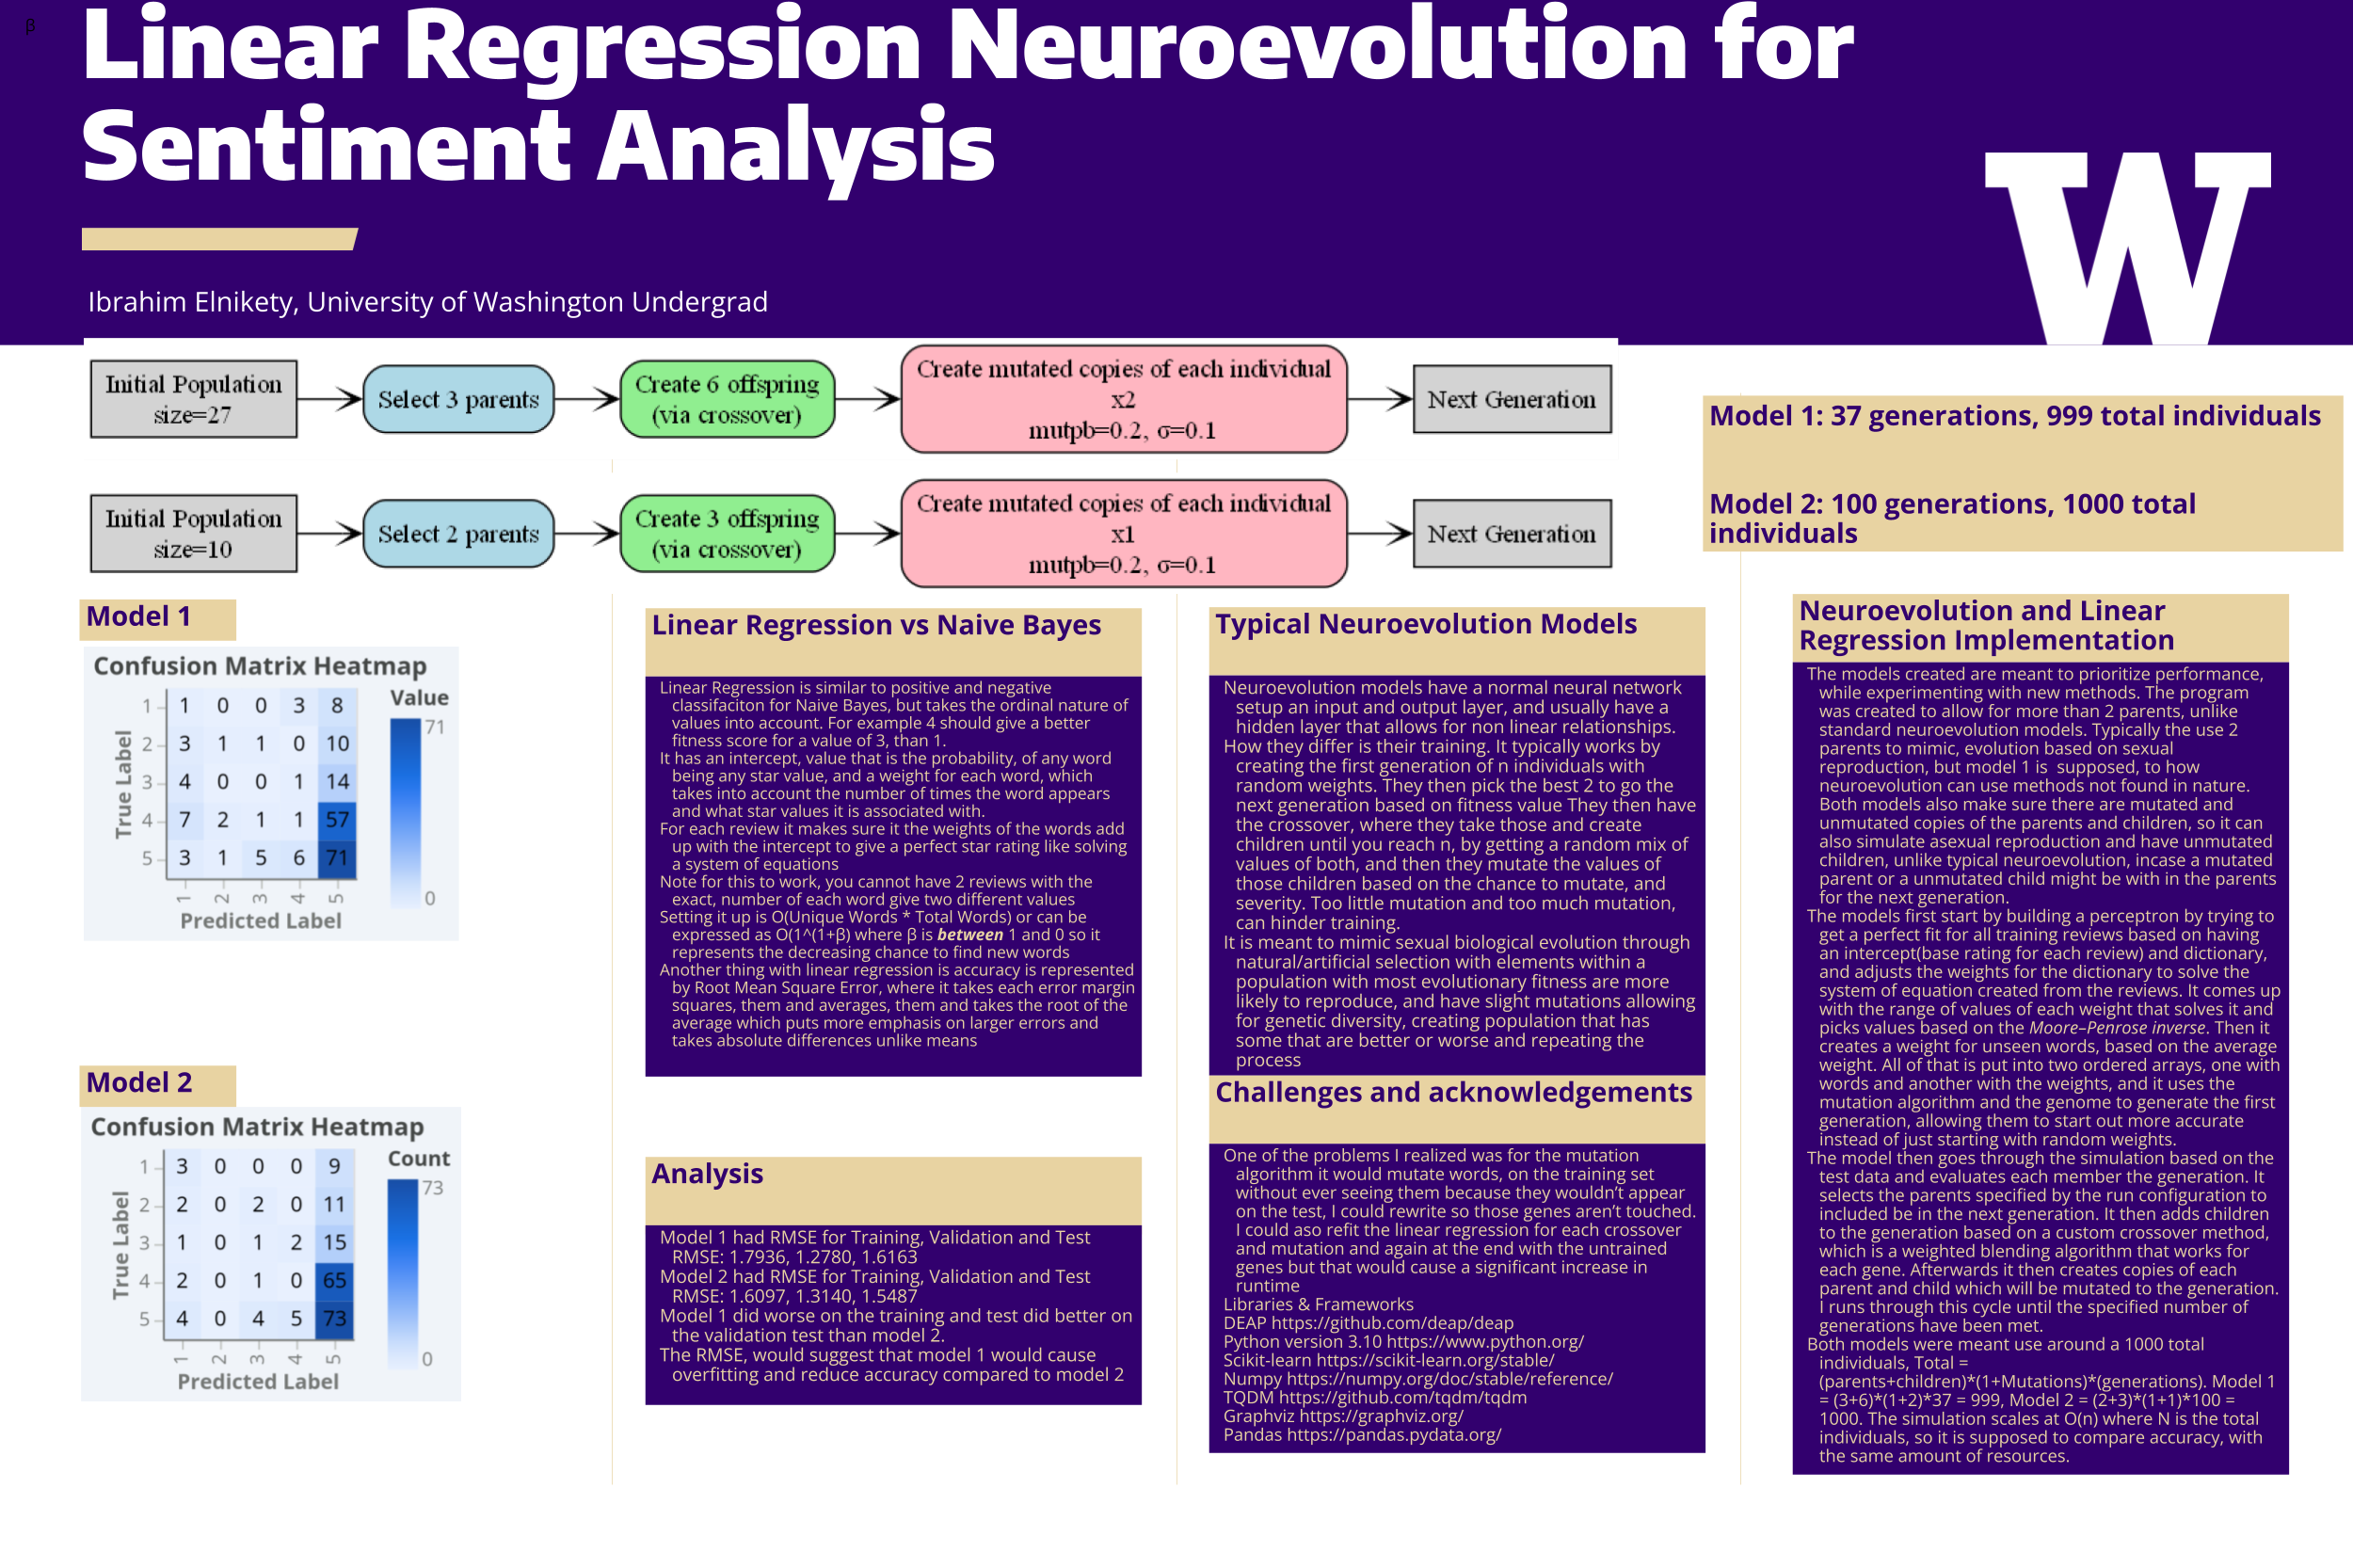 β
Linear Regression Neuroevolution for
Sentiment Analysis
W
Ibrahim Elnikety, University of Washington Undergrad
Initial Population
size=27
Select 3 parents
Create 6 offspring
(via crossover)
Create mutated copies of each individual
x2
mutpb=0.2, σ=0.1
Next Generation
Initial Population
size=10
Select 2 parents
Create 3 offspring
(via crossover)
Create mutated copies of each individual
x1
mutpb=0.2, σ=0.1
Next Generation
Model 1: 37 generations, 999 total individuals
Model 2: 100 generations, 1000 total
individuals
Model 1
Confusion Matrix Heatmap
Value
71
0
True Label
1 1 0 0 3 8
2 3 1 1 0 10
3 4 0 0 1 14
4 7 2 1 1 57
5 3 1 5 6 71
1 2 3 4 5
Predicted Label
Model 2
Confusion Matrix Heatmap
Count
73
0
True Label
1 3 0 0 0 9
2 2 0 2 0 11
3 1 0 1 2 15
4 2 0 1 0 65
5 4 0 4 5 73
1 2 3 4 5
Predicted Label
Linear Regression vs Naive Bayes
Linear Regression is similar to positive and negative
classifaciton for Naive Bayes, but takes the ordinal nature of
values into account. For example 4 should give a better
fitness score for a value of 3, than 1.
It has an intercept, value that is the probability, of any word
being any star value, and a weight for each word, which
takes into account the number of times the word appears
and what star values it is associated with.
For each review it makes sure it the weights of the words add
up with the intercept to give a perfect star rating like solving
a system of equations
Note for this to work, you cannot have 2 reviews with the
exact, number of each word give two different values
Setting it up is O(Unique Words * Total Words) or can be
expressed as O(1^(1+β) where β is between 1 and 0 so it
represents the decreasing chance to find new words
Another thing with linear regression is accuracy is represented
by Root Mean Square Error, where it takes each error margin
squares, them and averages, them and takes the root of the
average which puts more emphasis on larger errors and
takes absolute differences unlike means
Analysis
Model 1 had RMSE for Training, Validation and Test
RMSE: 1.7936, 1.2780, 1.6163
Model 2 had RMSE for Training, Validation and Test
RMSE: 1.6097, 1.3140, 1.5487
Model 1 did worse on the training and test did better on
the validation test than model 2.
The RMSE, would suggest that model 1 would cause
overfitting and reduce accuracy compared to model 2
Typical Neuroevolution Models
Neuroevolution models have a normal neural network
setup an input and output layer, and usually have a
hidden layer that allows for non linear relationships.
How they differ is their training. It typically works by
creating the first generation of n individuals with
random weights. They then pick the best 2 to go the
next generation based on fitness value They then have
the crossover, where they take those and create
children until you reach n, by getting a random mix of
values of both, and then they mutate the values of
those children based on the chance to mutate, and
severity. Too little mutation and too much mutation,
can hinder training.
It is meant to mimic sexual biological evolution through
natural/artificial selection with elements within a
population with most evolutionary fitness are more
likely to reproduce, and have slight mutations allowing
for genetic diversity, creating population that has
some that are better or worse and repeating the
process
Challenges and acknowledgements
One of the problems I realized was for the mutation
algorithm it would mutate words, on the training set
without ever seeing them because they wouldn't appear
on the test, I could rewrite so those genes aren't touched.
I could aso refit the linear regression for each crossover
and mutation and again at the end with the untrained
genes but that would cause a significant increase in
runtime
Libraries & Frameworks
DEAP https://github.com/deap/deap
Python version 3.10 https://www.python.org/
Scikit-learn https://scikit-learn.org/stable/
Numpy https://numpy.org/doc/stable/reference/
TQDM https://github.com/tqdm/tqdm
Graphviz https://graphviz.org/
Pandas https://pandas.pydata.org/
Neuroevolution and Linear
Regression Implementation
The models created are meant to prioritize performance,
while experimenting with new methods. The program
was created to allow for more than 2 parents, unlike
standard neuroevolution models. Typically the use 2
parents to mimic, evolution based on sexual
reproduction, but model 1 is supposed, to how
neuroevolution can use methods not found in nature.
Both models also make sure there are mutated and
unmutated copies of the parents and children, so it can
also simulate asexual reproduction and have unmutated
children, unlike typical neuroevolution, incase a mutated
parent or a unmutated child might be with in the parents
for the next generation.
The models first start by building a perceptron by trying to
get a perfect fit for all training reviews based on having
an intercept(base rating for each review) and dictionary,
and adjusts the weights for the dictionary to solve the
system of equation created from the reviews. It comes up
with the range of values of each weight that solves it and
picks values based on the Moore–Penrose inverse. Then it
creates a weight for unseen words, based on the average
weight. All of that is put into two ordered arrays, one with
words and another with the weights, and it uses the
mutation algorithm and the genome to generate the first
generation, allowing them to start out more accurate
instead of just starting with random weights.
The model then goes through the simulation based on the
test data and evaluates each member the generation. It
selects the parents specified by the run configuration to
included be in the next generation. It then adds children
to the generation based on a custom crossover method,
which is a weighted blending algorithm that works for
each gene. Afterwards it then creates copies of each
parent and child which will be mutated to the generation.
I runs through this cycle until the specified number of
generations have been met.
Both models were meant use around a 1000 total
individuals, Total =
(parents+children)*(1+Mutations)*(generations). Model 1
= (3+6)*(1+2)*37 = 999, Model 2 = (2+3)*(1+1)*100 =
1000. The simulation scales at O(n) where N is the total
individuals, so it is supposed to compare accuracy, with
the same amount of resources.